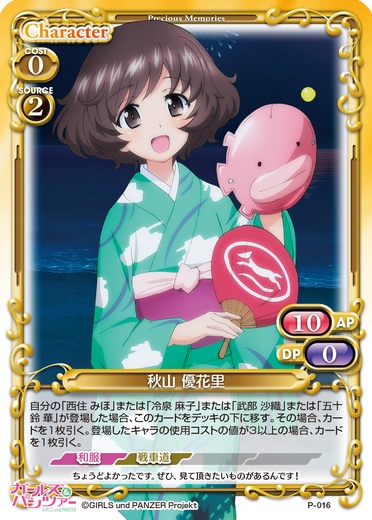 Precious Memories
Character
COST
0
SOURCE
2
10 AP
DP 0
秋山 優花里
自分の「西住 みほ」または「冷泉 麻子」または「武部 沙織」または「五十
鈴 華」が登場した場合、このカードをデッキの下に移す。その場合、カー
ドを1枚引く。登場したキャラの使用コストの値が3以上の場合、カード
を1枚引く。
和服 戦車道
ちょうどよかったです。ぜひ、見て頂きたいものがあるんです!
ガールズ&パンツァー
GIRLS und PANZER
©GIRLS und PANZER Projekt
P-016